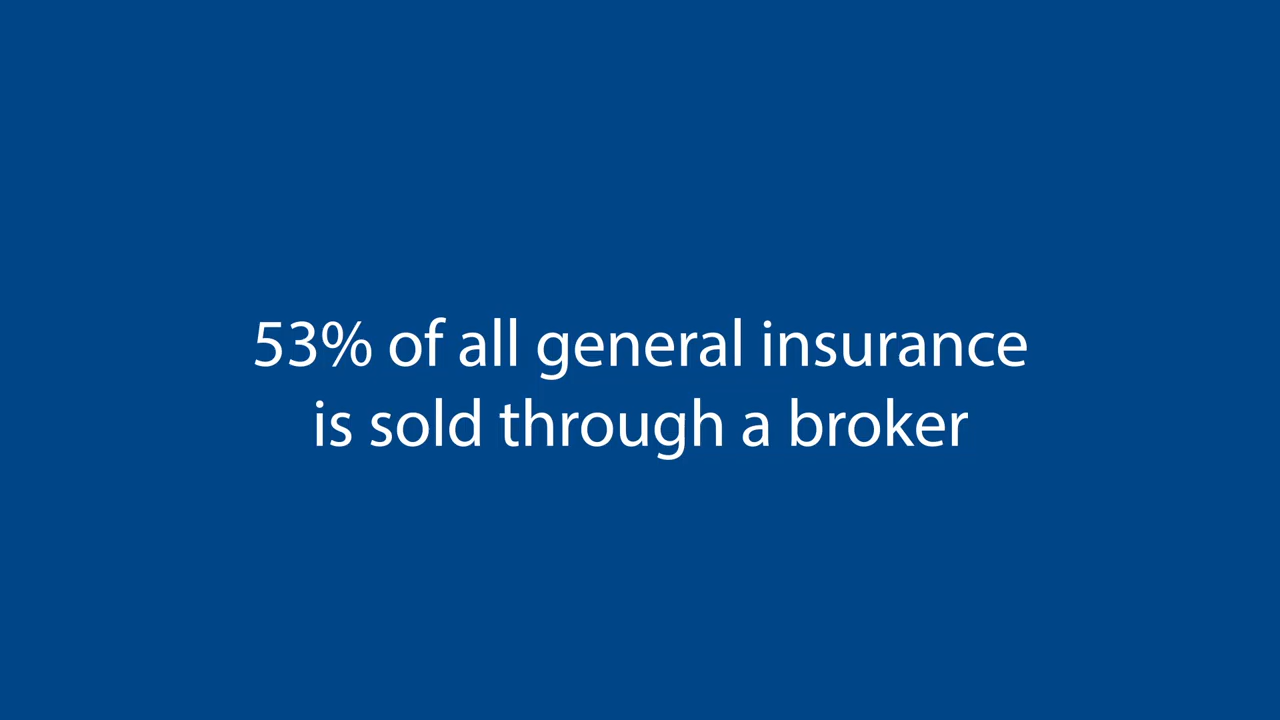 53% of all general insurance
is sold through a broker